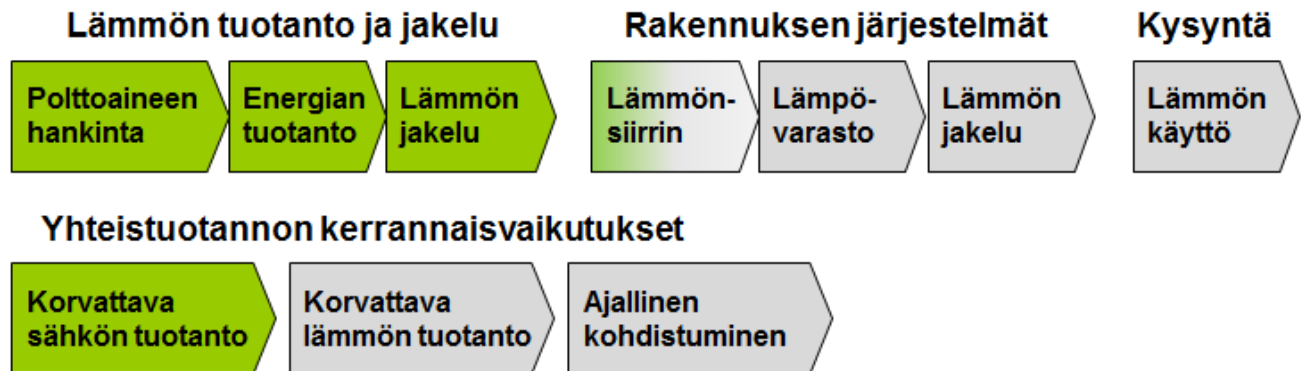 Lämmön tuotanto ja jakelu
Rakennuksen järjestelmät
Kysyntä
Polttoaineen
hankinta
Energian
tuotanto
Lämmön
jakelu
Lämmön-
siirrin
Lämpö-
varasto
Lämmön
jakelu
Lämmön
käyttö
Yhteistuotannon kerrannaisvaikutukset
Korvattava
sähkön tuotanto
Korvattava
lämmön tuotanto
Ajallinen
kohdistuminen